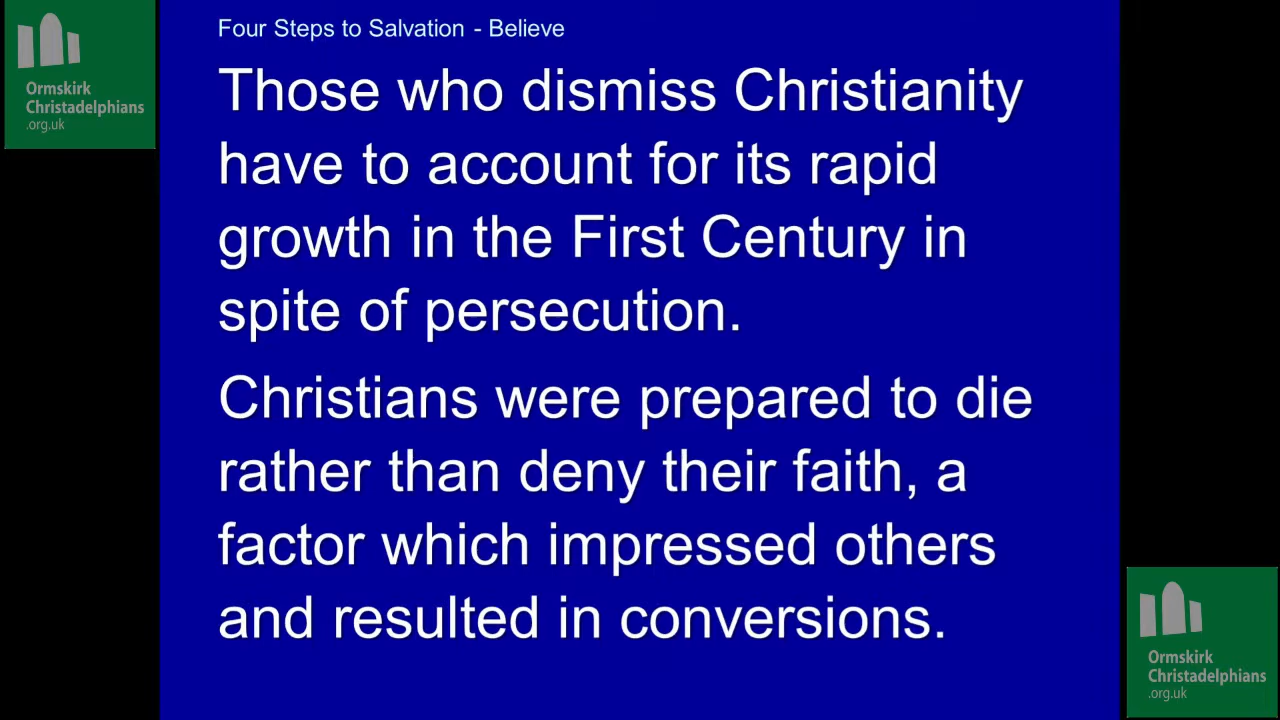 Ormskirk
Christadelphians
.org.uk
Four Steps to Salvation - Believe
Those who dismiss Christianity
have to account for its rapid
growth in the First Century in
spite of persecution.
Christians were prepared to die
rather than deny their faith, a
factor which impressed others
and resulted in conversions.
Ormskirk
Christadelphians
.org.uk